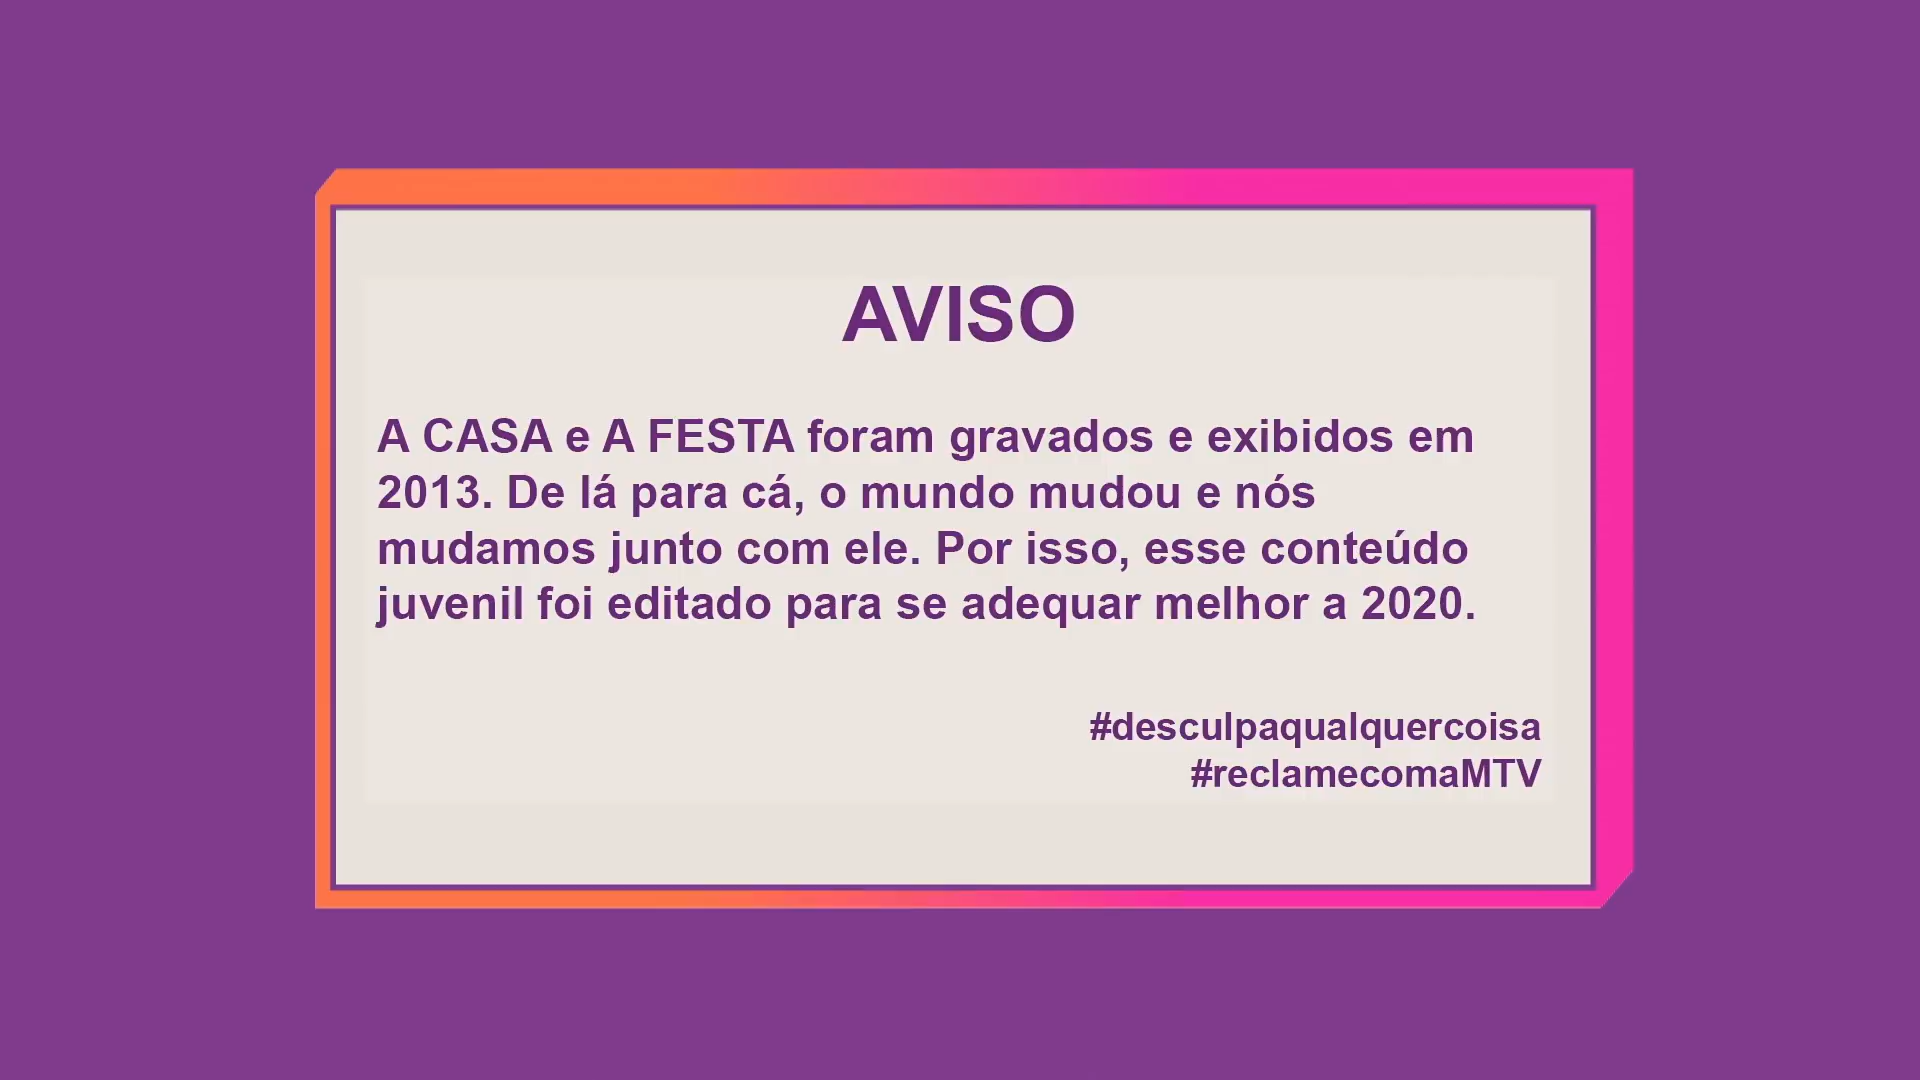 AVISO
A CASA e A FESTA foram gravados e exibidos em
2013. De lá para cá, o mundo mudou e nós
mudamos junto com ele. Por isso, esse conteúdo
juvenil foi editado para se adequar melhor a 2020.
#desculpaqualquercoisa
#reclamecomaMTV